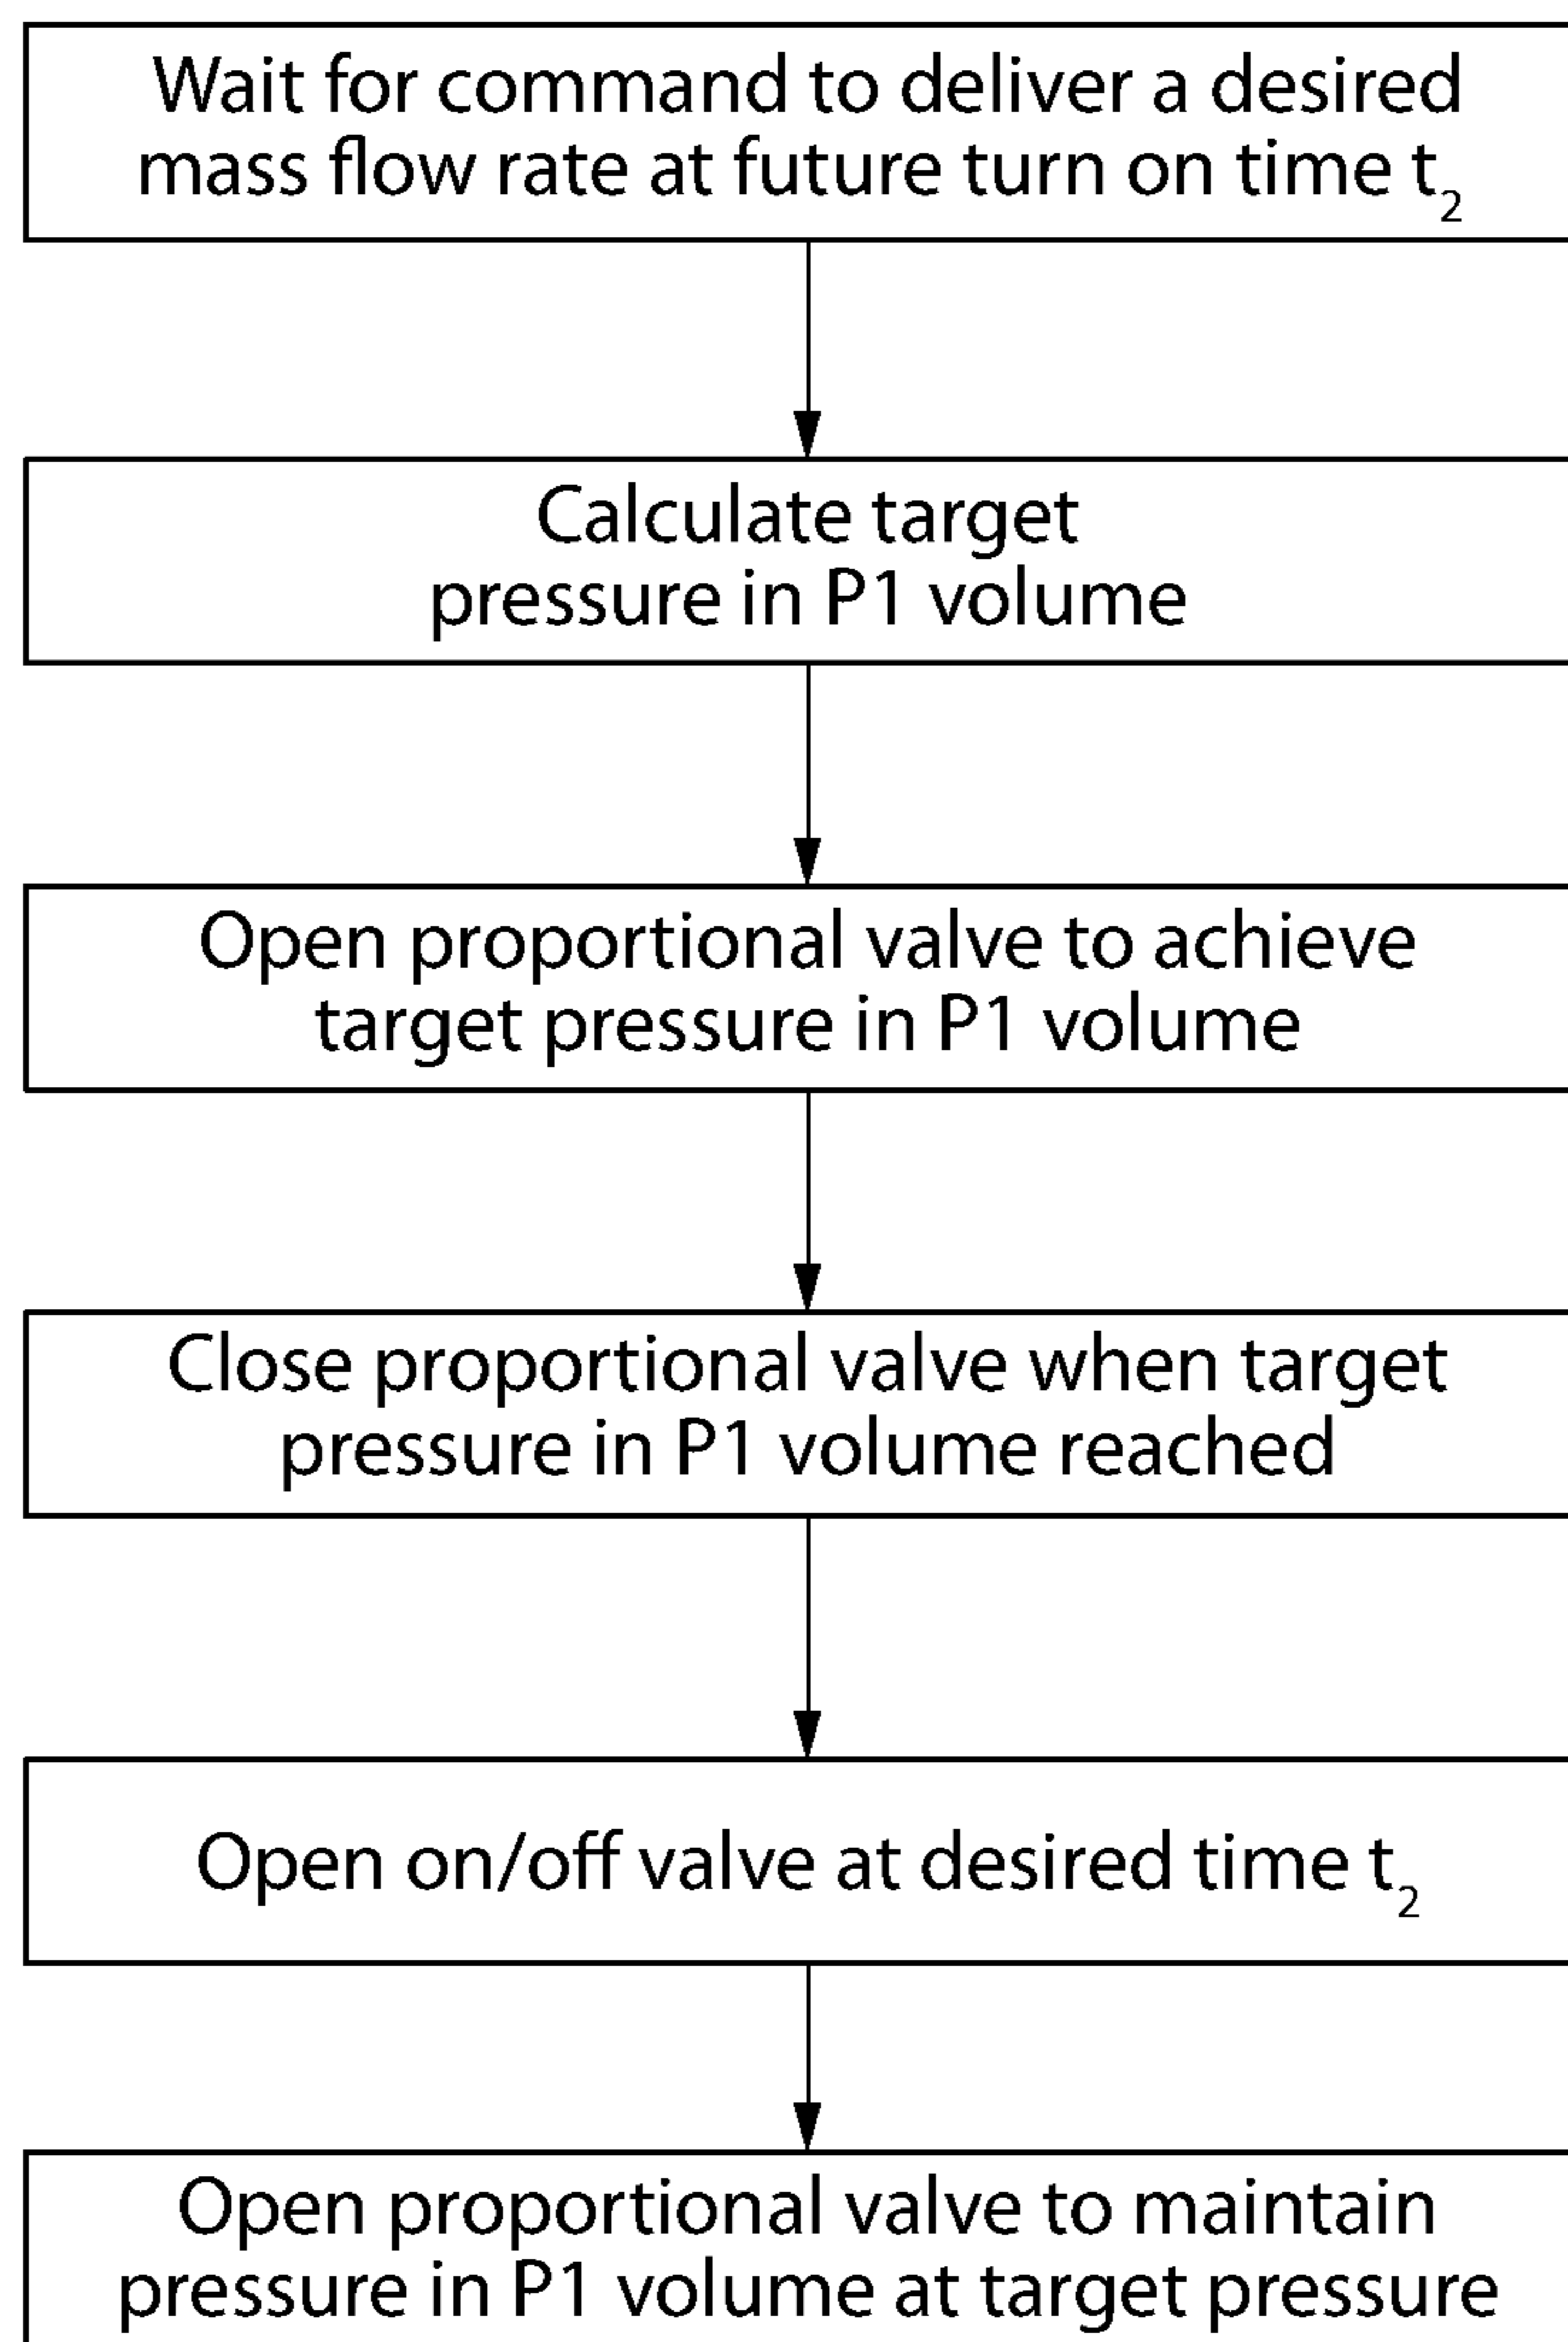 Wait for command to deliver a desired
mass flow rate at future turn on time t₂
Calculate target
pressure in P1 volume
Open proportional valve to achieve
target pressure in P1 volume
Close proportional valve when target
pressure in P1 volume reached
Open on/off valve at desired time t₂
Open proportional valve to maintain
pressure in P1 volume at target pressure